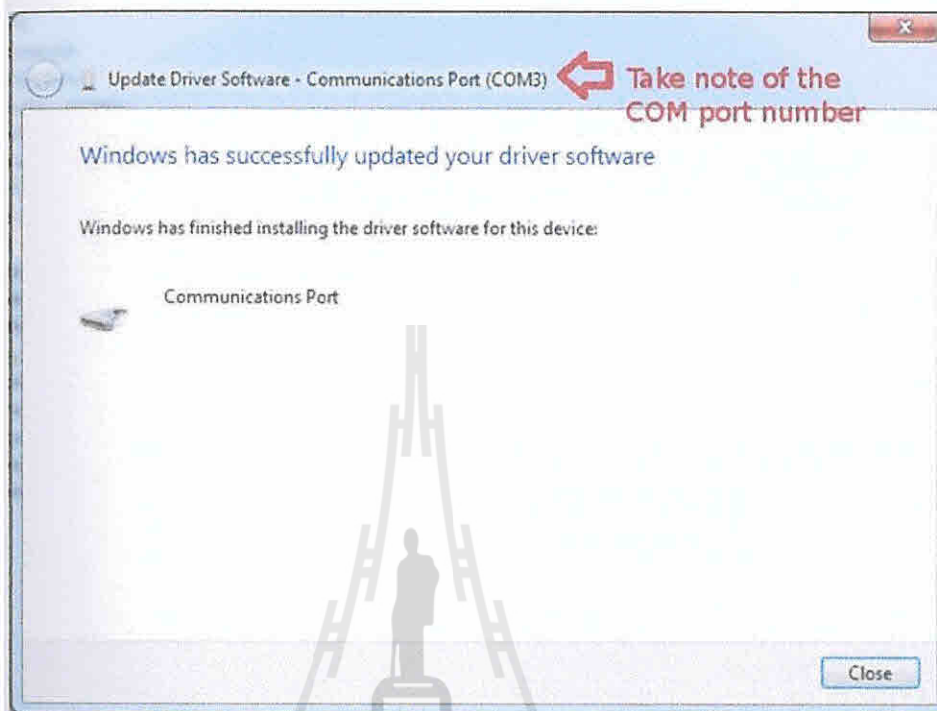 Update Driver Software - Communications Port (COM3)
Take note of the
COM port number
Windows has successfully updated your driver software
Windows has finished installing the driver software for this device:
Communications Port
Close